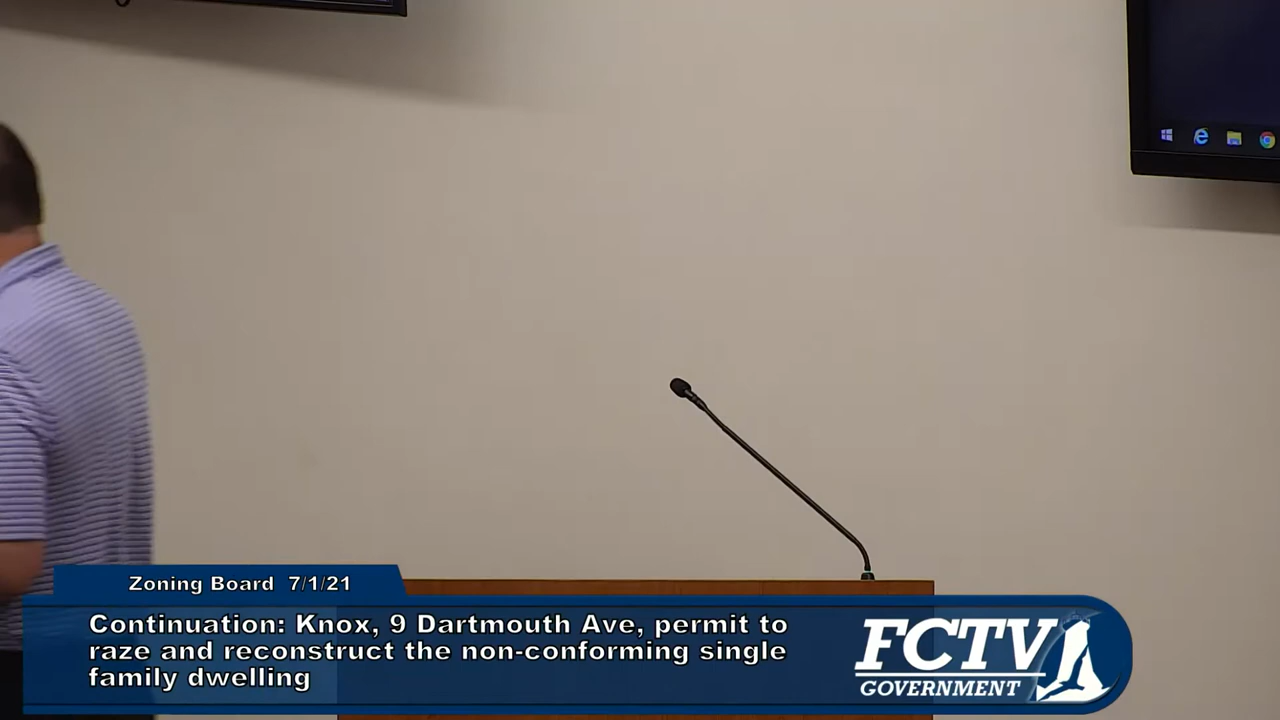 Zoning Board 7/1/21
Continuation: Knox, 9 Dartmouth Ave, permit to
raze and reconstruct the non-conforming single
family dwelling
FCTV
GOVERNMENT